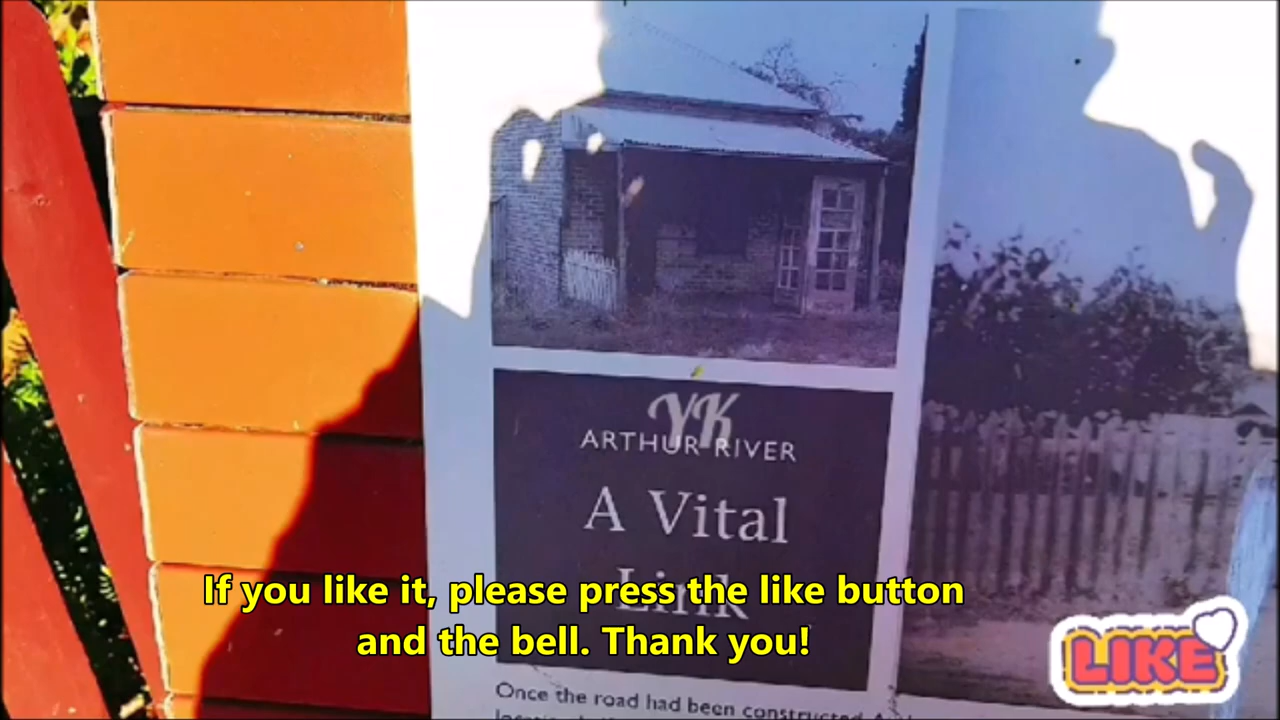 YK
ARTHUR RIVER
A Vital
Link
If you like it, please press the like button
and the bell. Thank you!
LIKE
Once the road had been constructed